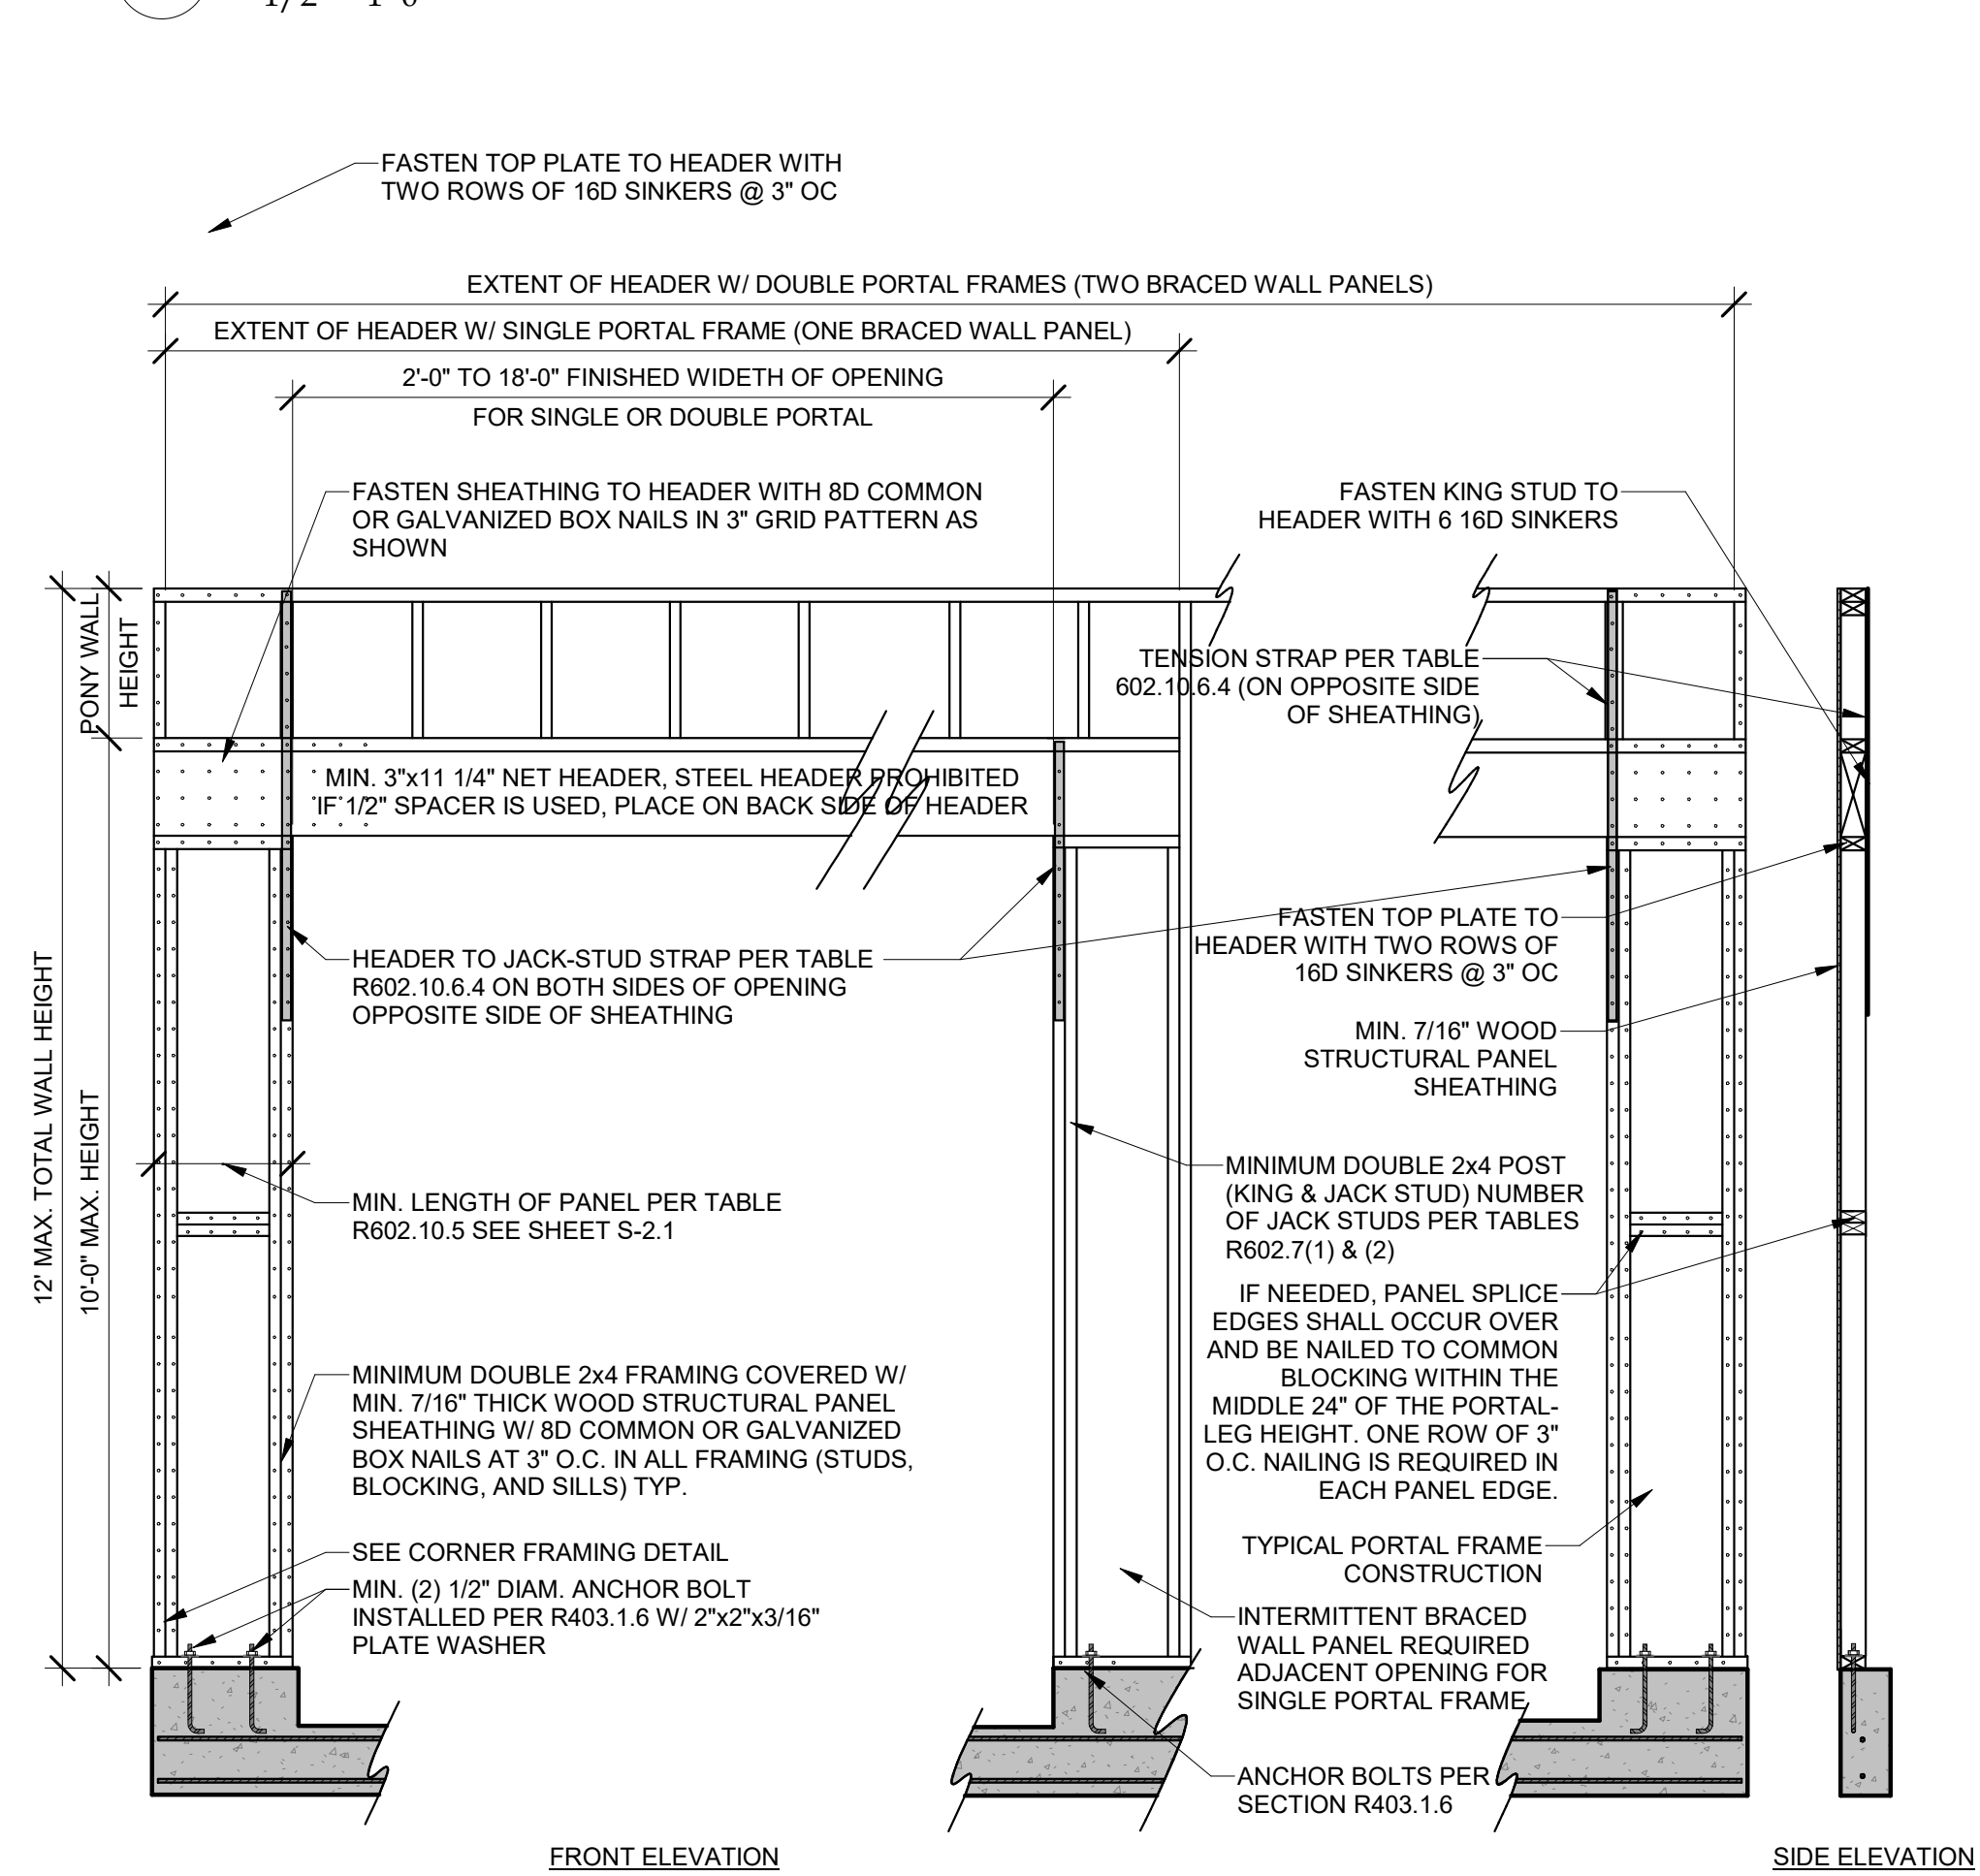 FASTEN TOP PLATE TO HEADER WITH
TWO ROWS OF 16D SINKERS @ 3" OC
EXTENT OF HEADER W/ DOUBLE PORTAL FRAMES (TWO BRACED WALL PANELS)
EXTENT OF HEADER W/ SINGLE PORTAL FRAME (ONE BRACED WALL PANEL)
2'-0" TO 18'-0" FINISHED WIDETH OF OPENING
FOR SINGLE OR DOUBLE PORTAL
FASTEN SHEATHING TO HEADER WITH 8D COMMON
OR GALVANIZED BOX NAILS IN 3" GRID PATTERN AS
SHOWN
FASTEN KING STUD TO
HEADER WITH 6 16D SINKERS
PONY WALL
HEIGHT
TENSION STRAP PER TABLE
602.10.6.4 (ON OPPOSITE SIDE
OF SHEATHING)
MIN. 3"x11 1/4" NET HEADER, STEEL HEADER PROHIBITED
IF 1/2" SPACER IS USED, PLACE ON BACK SIDE OF HEADER
12' MAX. TOTAL WALL HEIGHT
10'-0" MAX. HEIGHT
HEADER TO JACK-STUD STRAP PER TABLE
R602.10.6.4 ON BOTH SIDES OF OPENING
OPPOSITE SIDE OF SHEATHING
FASTEN TOP PLATE TO
HEADER WITH TWO ROWS OF
16D SINKERS @ 3" OC
MIN. 7/16" WOOD
STRUCTURAL PANEL
SHEATHING
MIN. LENGTH OF PANEL PER TABLE
R602.10.5 SEE SHEET S-2.1
MINIMUM DOUBLE 2x4 POST
(KING & JACK STUD) NUMBER
OF JACK STUDS PER TABLES
R602.7(1) & (2)
IF NEEDED, PANEL SPLICE
EDGES SHALL OCCUR OVER
AND BE NAILED TO COMMON
BLOCKING WITHIN THE
MIDDLE 24" OF THE PORTAL-
LEG HEIGHT. ONE ROW OF 3"
O.C. NAILING IS REQUIRED IN
EACH PANEL EDGE.
MINIMUM DOUBLE 2x4 FRAMING COVERED W/
MIN. 7/16" THICK WOOD STRUCTURAL PANEL
SHEATHING W/ 8D COMMON OR GALVANIZED
BOX NAILS AT 3" O.C. IN ALL FRAMING (STUDS,
BLOCKING, AND SILLS) TYP.
SEE CORNER FRAMING DETAIL
MIN. (2) 1/2" DIAM. ANCHOR BOLT
INSTALLED PER R403.1.6 W/ 2"x2"x3/16"
PLATE WASHER
TYPICAL PORTAL FRAME
CONSTRUCTION
INTERMITTENT BRACED
WALL PANEL REQUIRED
ADJACENT OPENING FOR
SINGLE PORTAL FRAME
ANCHOR BOLTS PER
SECTION R403.1.6
FRONT ELEVATION
SIDE ELEVATION